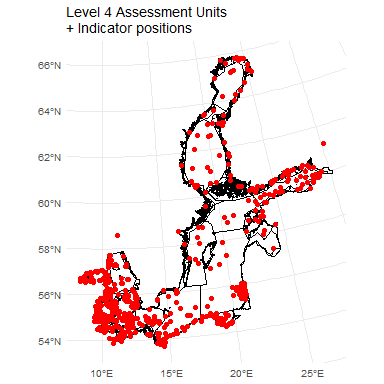 Level 4 Assessment Units
+ Indicator positions
66°N
64°N
62°N
60°N
58°N
56°N
54°N
10°E
15°E
20°E
25°E